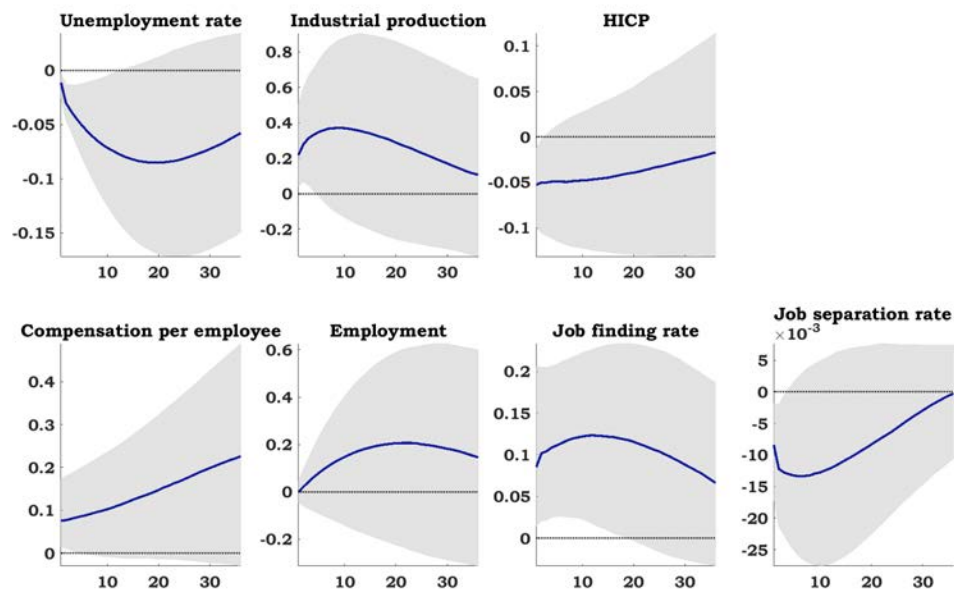 Unemployment rate
0
-0.05
-0.1
-0.15
10 20 30
Industrial production
0.8
0.6
0.4
0.2
0
-0.2
10 20 30
HICP
0.1
0.05
0
-0.05
-0.1
10 20 30
Compensation per employee
0.4
0.3
0.2
0.1
0
10 20 30
Employment
0.6
0.4
0.2
0
-0.2
10 20 30
Job finding rate
0.2
0.15
0.1
0.05
0
10 20 30
Job separation rate
×10⁻³
5
0
-5
-10
-15
-20
-25
10 20 30